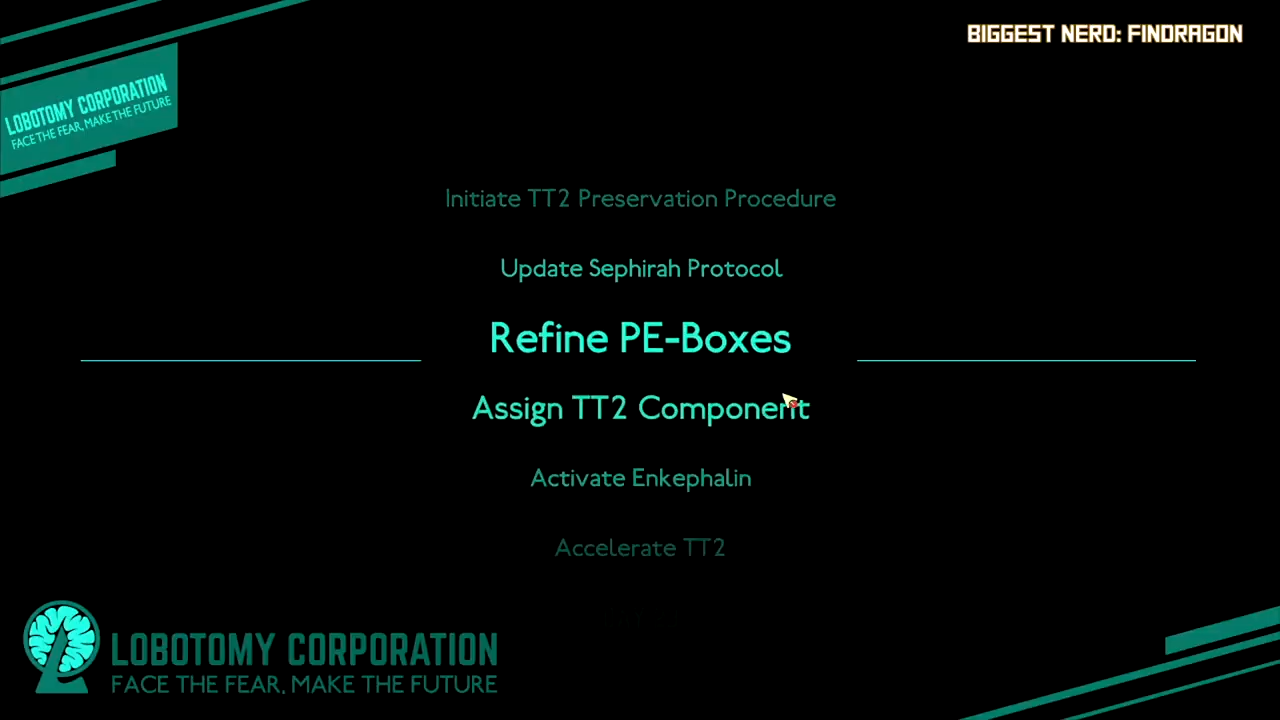 BIGGEST NERD: FINDRAGON
LOBOTOMY CORPORATION
FACE THE FEAR, MAKE THE FUTURE
Initiate TT2 Preservation Procedure
Update Sephirah Protocol
Refine PE-Boxes
Assign TT2 Component
Activate Enkephalin
Accelerate TT2
LOBOTOMY CORPORATION
FACE THE FEAR, MAKE THE FUTURE